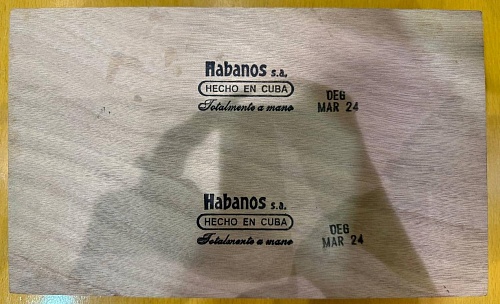 Habanos s.a.
HECHO EN CUBA
Totalmente a mano
DEG
MAR 24
Habanos s.a.
HECHO EN CUBA
Totalmente a mano
DEG
MAR 24